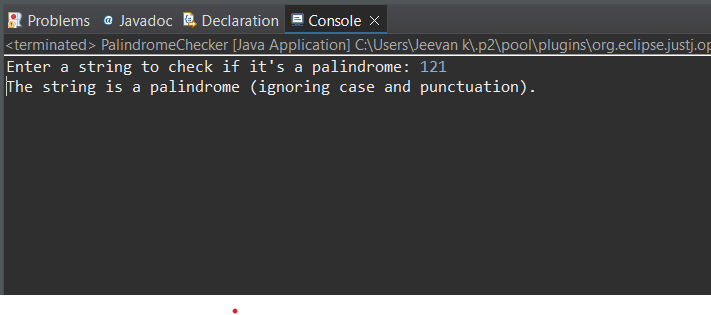 Problems @ Javadoc Declaration Console
<terminated> PalindromeChecker [Java Application] C:\Users\Jeevan k\.p2\pool\plugins\org.eclipse.justj.op
Enter a string to check if it's a palindrome: 121
The string is a palindrome (ignoring case and punctuation).